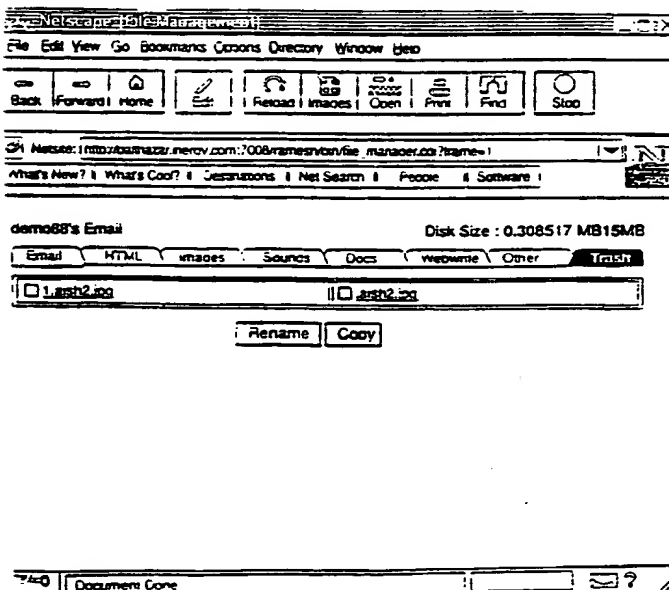 Netscape [File Management]
File Edit View Go Bookmarks Options Directory Window Help
Back Forward Home Reload Images Open Print Find Stop
Netsite:
What's New? What's Cool? Destinations Net Search People Software
demo88's Email Disk Size : 0.308517 MB15MB
Email HTML Images Sounds Docs Webwrite Other Trash
Rename Copy
Document Done ?